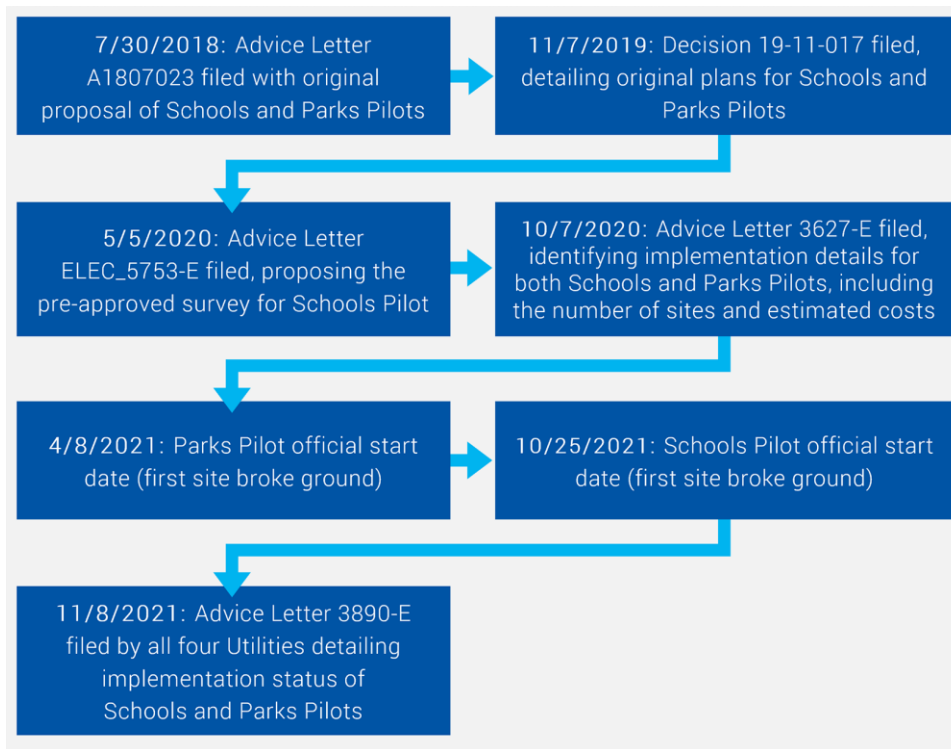 7/30/2018: Advice Letter
A1807023 filed with original
proposal of Schools and Parks Pilots
11/7/2019: Decision 19-11-017 filed,
detailing original plans for Schools and
Parks Pilots
5/5/2020: Advice Letter
ELEC_5753-E filed, proposing the
pre-approved survey for Schools Pilot
10/7/2020: Advice Letter 3627-E filed,
identifying implementation details for
both Schools and Parks Pilots, including
the number of sites and estimated costs
4/8/2021: Parks Pilot official start
date (first site broke ground)
10/25/2021: Schools Pilot official start
date (first site broke ground)
11/8/2021: Advice Letter 3890-E
filed by all four Utilities detailing
implementation status of
Schools and Parks Pilots